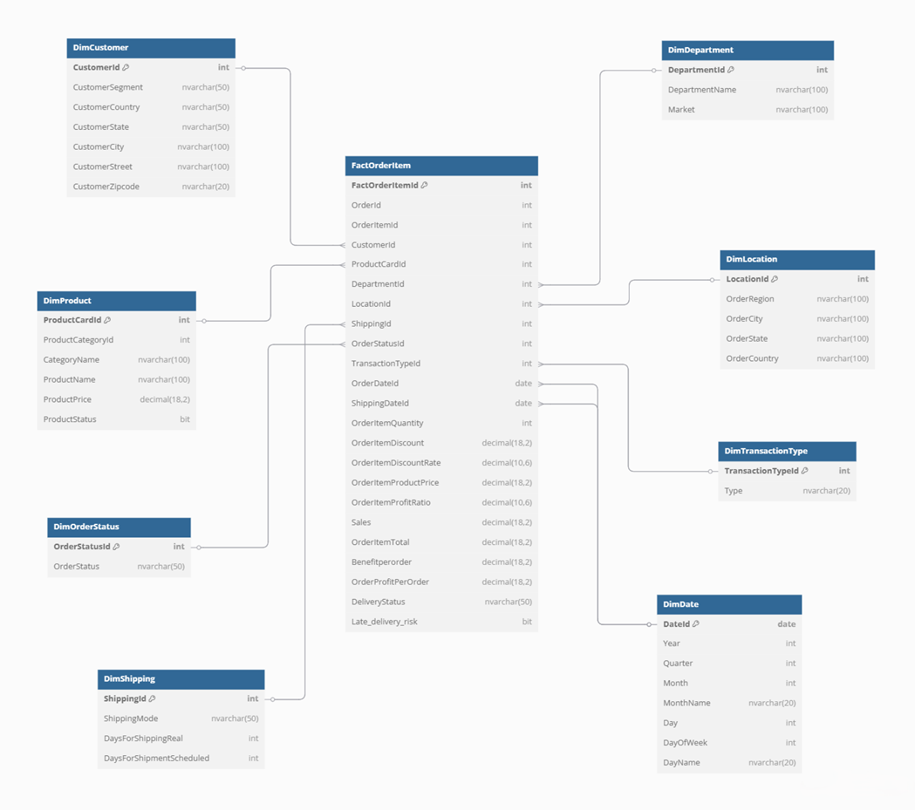 DimCustomer
CustomerId int
CustomerSegment nvarchar(50)
CustomerCountry nvarchar(50)
CustomerState nvarchar(50)
CustomerCity nvarchar(100)
CustomerStreet nvarchar(100)
CustomerZipcode nvarchar(20)
DimDepartment
DepartmentId int
DepartmentName nvarchar(100)
Market nvarchar(100)
FactOrderItem
FactOrderItemId int
OrderId int
OrderItemId int
CustomerId int
ProductCardId int
DepartmentId int
LocationId int
ShippingId int
OrderStatusId int
TransactionTypeId int
OrderDateId date
ShippingDateId date
OrderItemQuantity int
OrderItemDiscount decimal(18,2)
OrderItemDiscountRate decimal(10,6)
OrderItemProductPrice decimal(18,2)
OrderItemProfitRatio decimal(10,6)
Sales decimal(18,2)
OrderItemTotal decimal(18,2)
Benefitperorder decimal(18,2)
OrderProfitPerOrder decimal(18,2)
DeliveryStatus nvarchar(50)
Late_delivery_risk bit
DimLocation
LocationId int
OrderRegion nvarchar(100)
OrderCity nvarchar(100)
OrderState nvarchar(100)
OrderCountry nvarchar(100)
DimProduct
ProductCardId int
ProductCategoryId int
CategoryName nvarchar(100)
ProductName nvarchar(100)
ProductPrice decimal(18,2)
ProductStatus bit
DimTransactionType
TransactionTypeId int
Type nvarchar(20)
DimOrderStatus
OrderStatusId int
OrderStatus nvarchar(50)
DimDate
DateId date
Year int
Quarter int
Month int
MonthName nvarchar(20)
Day int
DayOfWeek int
DayName nvarchar(20)
DimShipping
ShippingId int
ShippingMode nvarchar(50)
DaysForShippingReal int
DaysForShipmentScheduled int